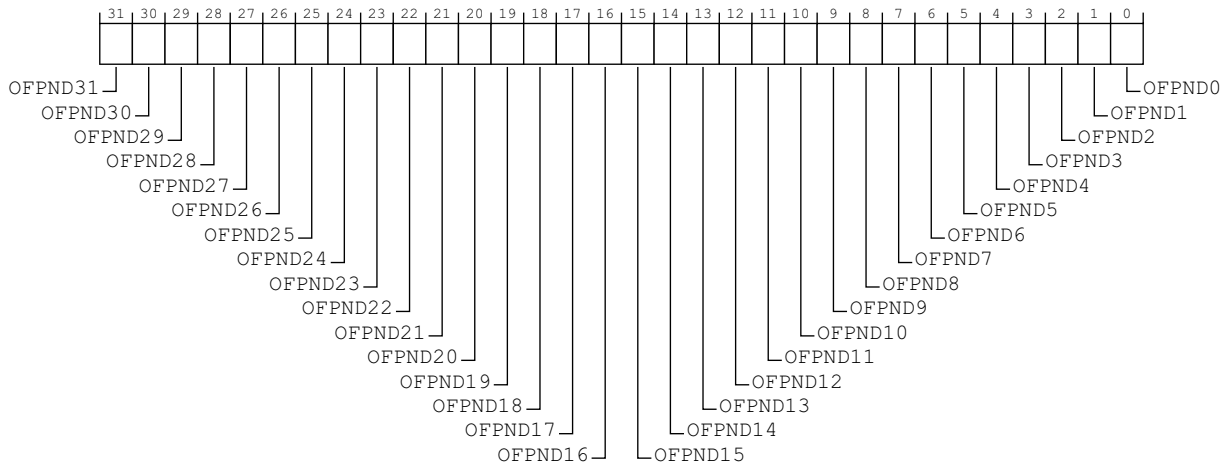 31 30 29 28 27 26 25 24 23 22 21 20 19 18 17 16 15 14 13 12 11 10 9 8 7 6 5 4 3 2 1 0
OFPND31 OFPND0
OFPND30 OFPND1
OFPND29 OFPND2
OFPND28 OFPND3
OFPND27 OFPND4
OFPND26 OFPND5
OFPND25 OFPND6
OFPND24 OFPND7
OFPND23 OFPND8
OFPND22 OFPND9
OFPND21 OFPND10
OFPND20 OFPND11
OFPND19 OFPND12
OFPND18 OFPND13
OFPND17 OFPND14
OFPND16 OFPND15